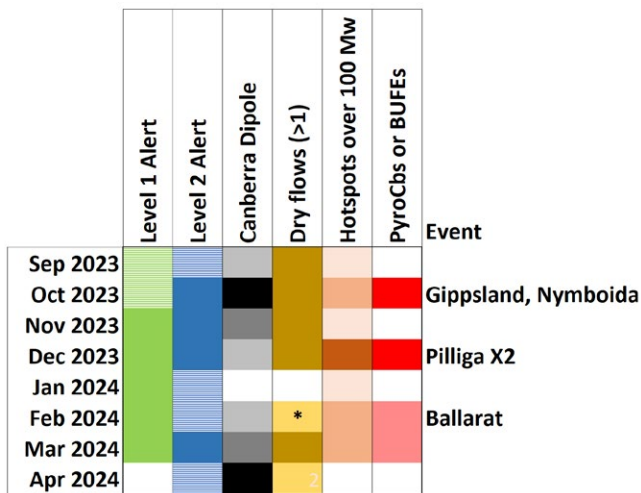 Level 1 Alert
Level 2 Alert
Canberra Dipole
Dry flows (>1)
Hotspots over 100 Mw
PyroCbs or BUFEs
Event
Sep 2023
Oct 2023 Gippsland, Nymboida
Nov 2023
Dec 2023 Pilliga X2
Jan 2024
Feb 2024 * Ballarat
Mar 2024
Apr 2024 2